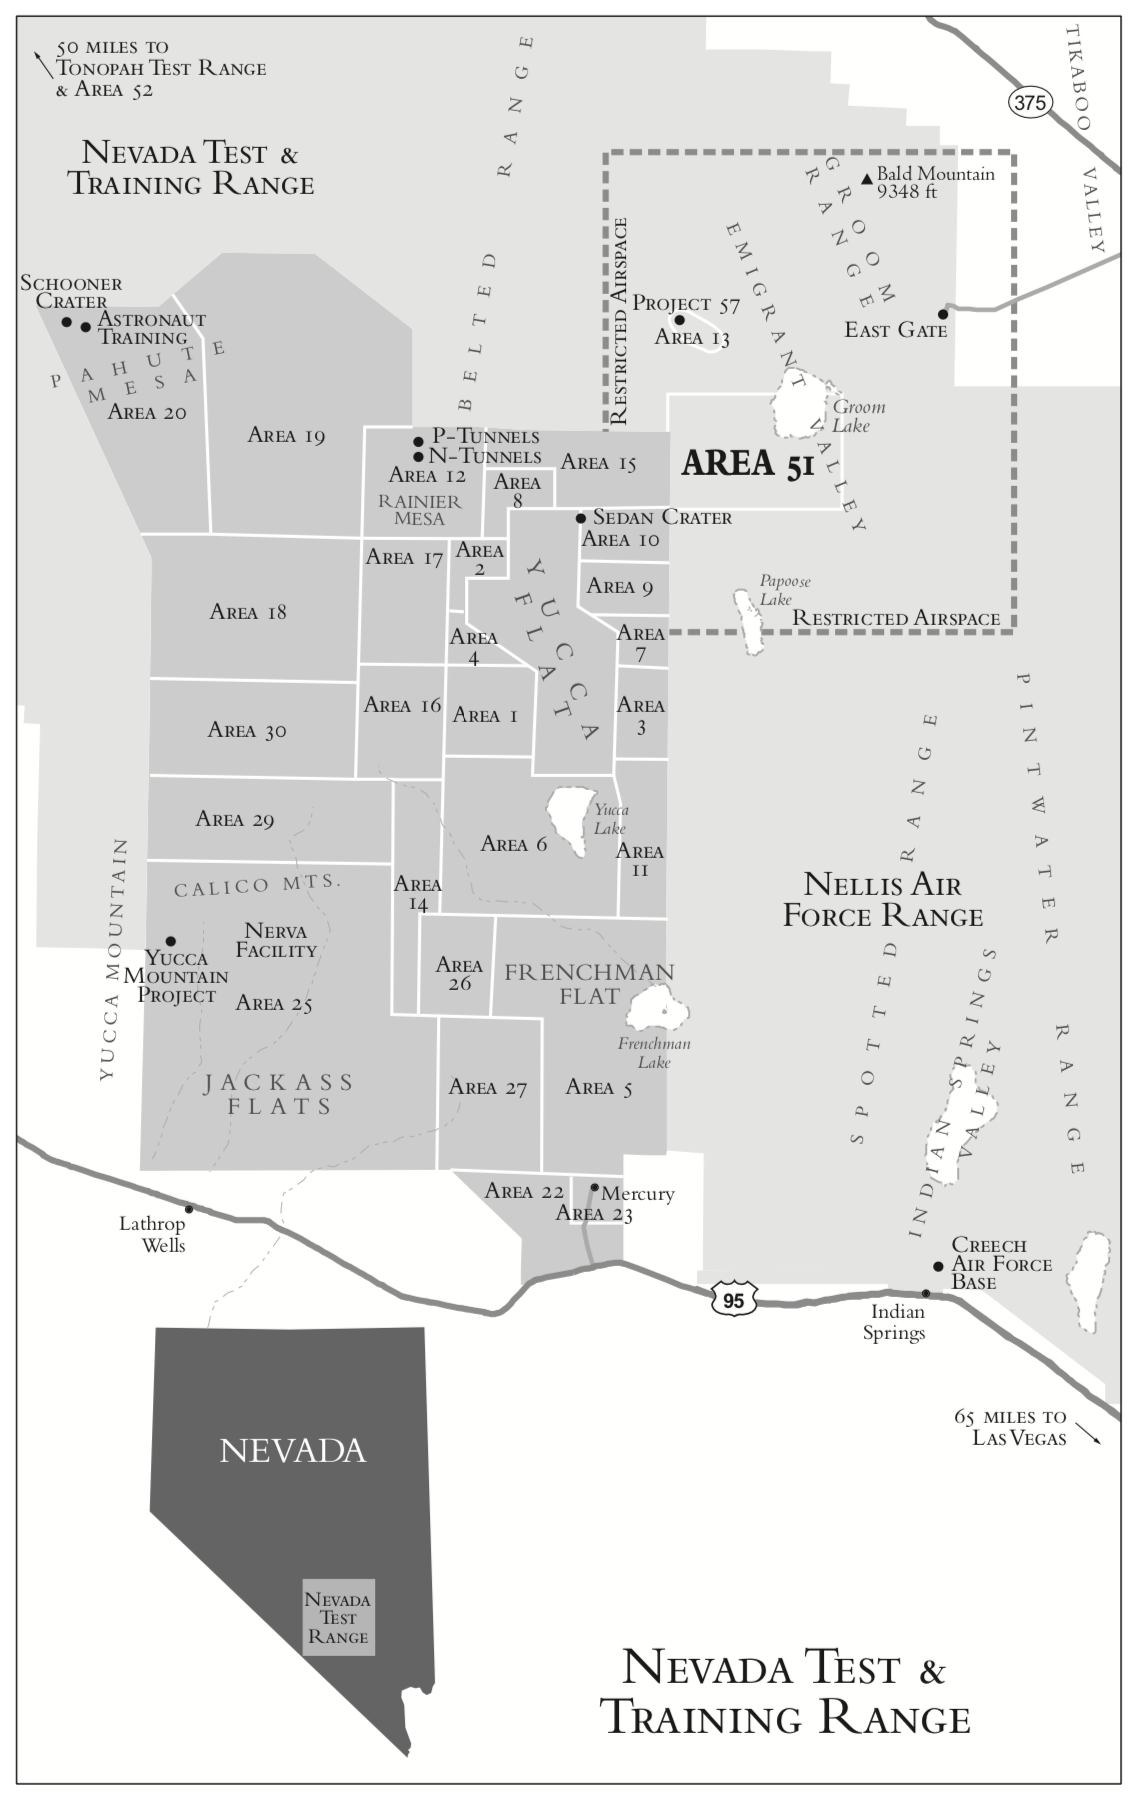 50 MILES TO
TONOPAH TEST RANGE
& AREA 52
NEVADA TEST &
TRAINING RANGE
BELTED RANGE
375
TIKABOO VALLEY
Bald Mountain
9348 ft
GROOM
RANGE
EMIGRANT VALLEY
RESTRICTED AIRSPACE
PROJECT 57
AREA 13
EAST GATE
SCHOONER
CRATER
ASTRONAUT
TRAINING
PAHUTE
MESA
AREA 20
AREA 19
P-TUNNELS
N-TUNNELS
AREA 12
RAINIER
MESA
AREA 15
AREA
8
Groom
Lake
AREA 51
SEDAN CRATER
AREA 10
AREA 17
AREA
2
YUCCA
FLAT
AREA 9
Papoose
Lake
RESTRICTED AIRSPACE
AREA 18
AREA
4
AREA
7
AREA 16
AREA 1
AREA
3
AREA 30
AREA 29
AREA 6
Yucca
Lake
AREA
11
AREA
14
SPOTTED RANGE
PINTWATER RANGE
NELLIS AIR
FORCE RANGE
YUCCA MOUNTAIN
CALICO MTS.
NERVA
FACILITY
YUCCA
MOUNTAIN
PROJECT
AREA 25
AREA
26
FRENCHMAN
FLAT
Frenchman
Lake
JACKASS
FLATS
AREA 27
AREA 5
INDIAN SPRINGS
VALLEY
AREA 22
Mercury
AREA 23
Lathrop
Wells
CREECH
AIR FORCE
BASE
95
Indian
Springs
65 MILES TO
LAS VEGAS
NEVADA
NEVADA
TEST
RANGE
NEVADA TEST &
TRAINING RANGE